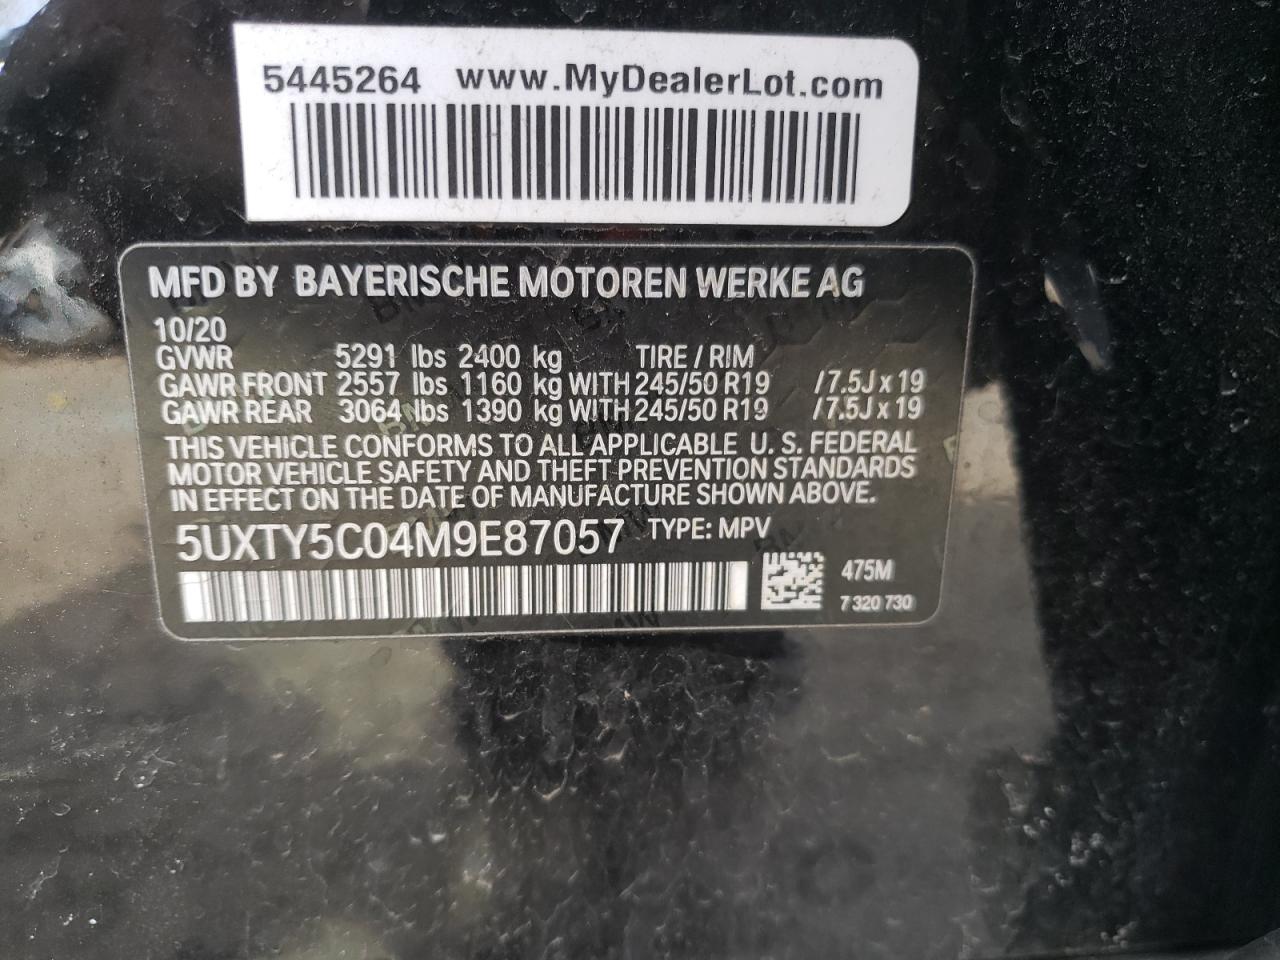 5445264 www.MyDealerLot.com
MFD BY BAYERISCHE MOTOREN WERKE AG
10/20
GVWR 5291 lbs 2400 kg TIRE / RIM
GAWR FRONT 2557 lbs 1160 kg WITH 245/50 R19 / 7.5J x 19
GAWR REAR 3064 lbs 1390 kg WITH 245/50 R19 / 7.5J x 19
THIS VEHICLE CONFORMS TO ALL APPLICABLE U. S. FEDERAL
MOTOR VEHICLE SAFETY AND THEFT PREVENTION STANDARDS
IN EFFECT ON THE DATE OF MANUFACTURE SHOWN ABOVE.
5UXTY5C04M9E87057 TYPE: MPV
475M
7 320 730